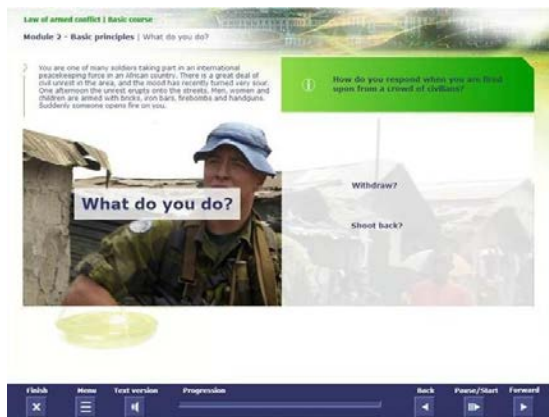 Law of armed conflict | Basic course
Module 2 - Basic principles | What do you do?
You are one of many soldiers taking part in an international
peacekeeping force in an African country. There is a great deal of
civil unrest in the area, and the mood has recently turned very sour.
One afternoon the unrest erupts onto the streets. Men, women and
children are armed with bricks, iron bars, firebombs and handguns.
Suddenly someone opens fire on you.
How do you respond when you are fired
upon from a crowd of civilians?
What do you do?
Withdraw?
Shoot back?
Finish Menu Text version Progression Back Pause/Start Forward